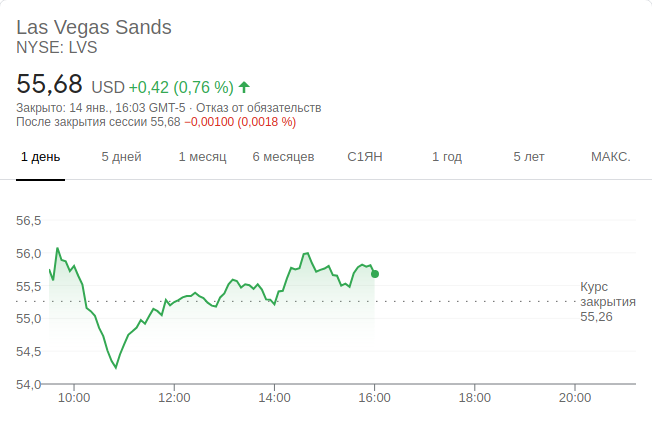 Las Vegas Sands
NYSE: LVS
55,68 USD +0,42 (0,76 %)
Закрыто: 14 янв., 16:03 GMT-5 · Отказ от обязательств
После закрытия сессии 55,68 −0,00100 (0,0018 %)
1 день 5 дней 1 месяц 6 месяцев С1ЯН 1 год 5 лет МАКС.
56,5
56,0
55,5
55,0
54,5
54,0
Курс
закрытия
55,26
10:00 12:00 14:00 16:00 18:00 20:00